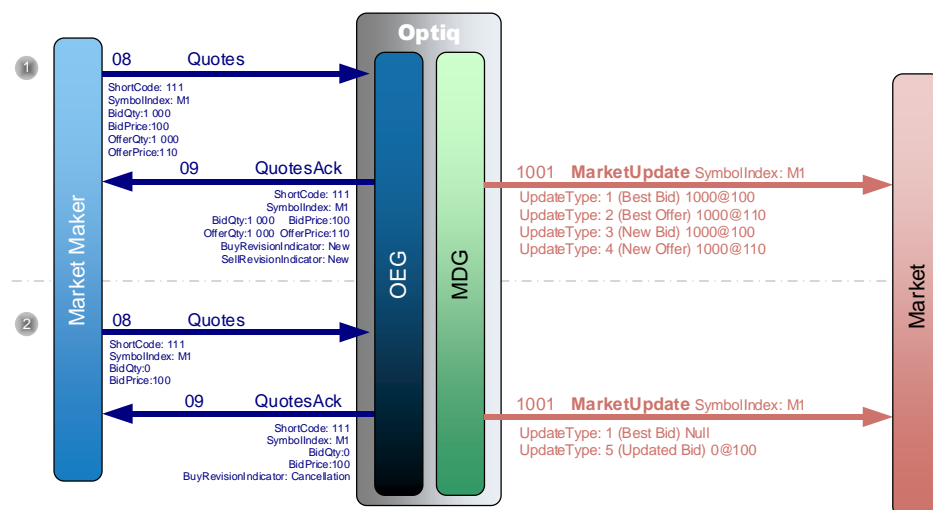 Optiq
1
08 Quotes
ShortCode: 111
SymbolIndex: M1
BidQty:1 000
BidPrice:100
OfferQty:1 000
OfferPrice:110
09 QuotesAck
ShortCode: 111
SymbolIndex: M1
BidQty:1 000 BidPrice:100
OfferQty:1 000 OfferPrice:110
BuyRevisionIndicator: New
SellRevisionIndicator: New
1001 MarketUpdate SymbolIndex: M1
UpdateType: 1 (Best Bid) 1000@100
UpdateType: 2 (Best Offer) 1000@110
UpdateType: 3 (New Bid) 1000@100
UpdateType: 4 (New Offer) 1000@110
Market Maker
OEG
MDG
Market
2
08 Quotes
ShortCode: 111
SymbolIndex: M1
BidQty:0
BidPrice:100
09 QuotesAck
ShortCode: 111
SymbolIndex: M1
BidQty:0
BidPrice:100
BuyRevisionIndicator: Cancellation
1001 MarketUpdate SymbolIndex: M1
UpdateType: 1 (Best Bid) Null
UpdateType: 5 (Updated Bid) 0@100